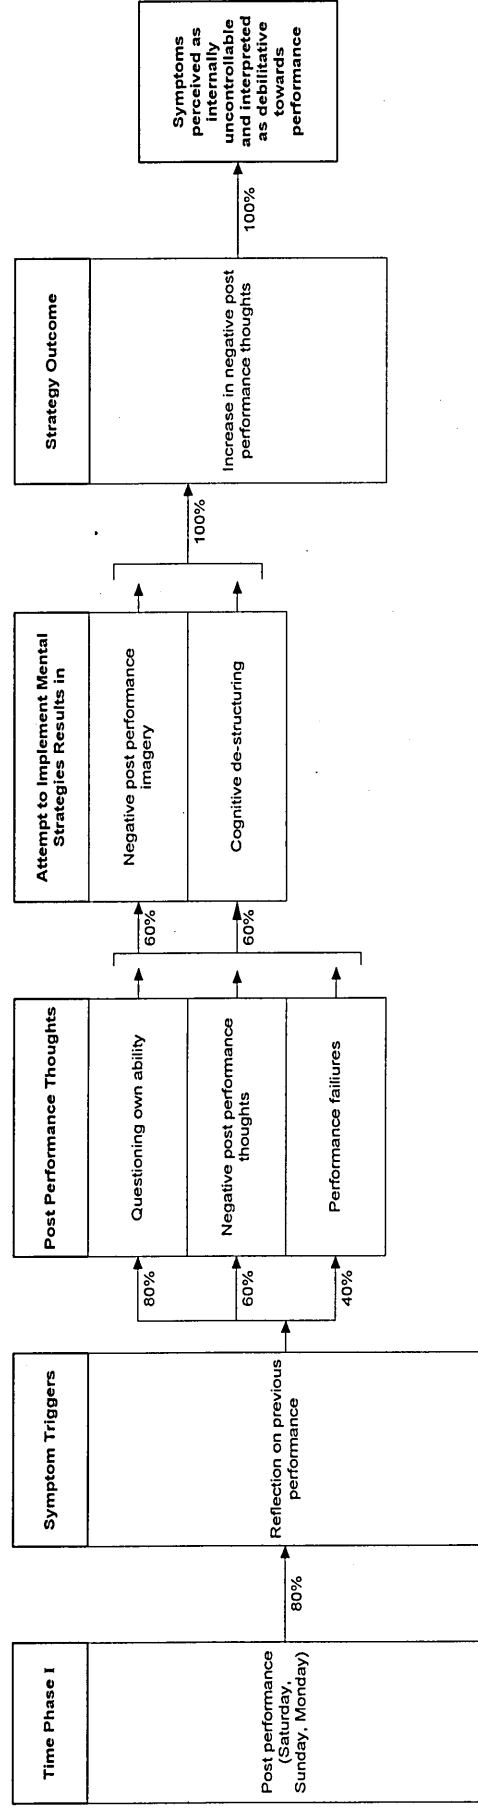 Time Phase I
Post performance
(Saturday,
Sunday, Monday)
80%
Symptom Triggers
Reflection on previous
performance
80%
60%
40%
Post Performance Thoughts
Questioning own ability
Negative post performance
thoughts
Performance failiures
60%
60%
Attempt to Implement Mental
Strategies Results in
Negative post performance
imagery
Cognitive de-structuring
100%
Strategy Outcome
Increase in negative post
performance thoughts
100%
Symptoms
perceived as
internally
uncontrollable
and interpreted
as debilitative
towards
performance